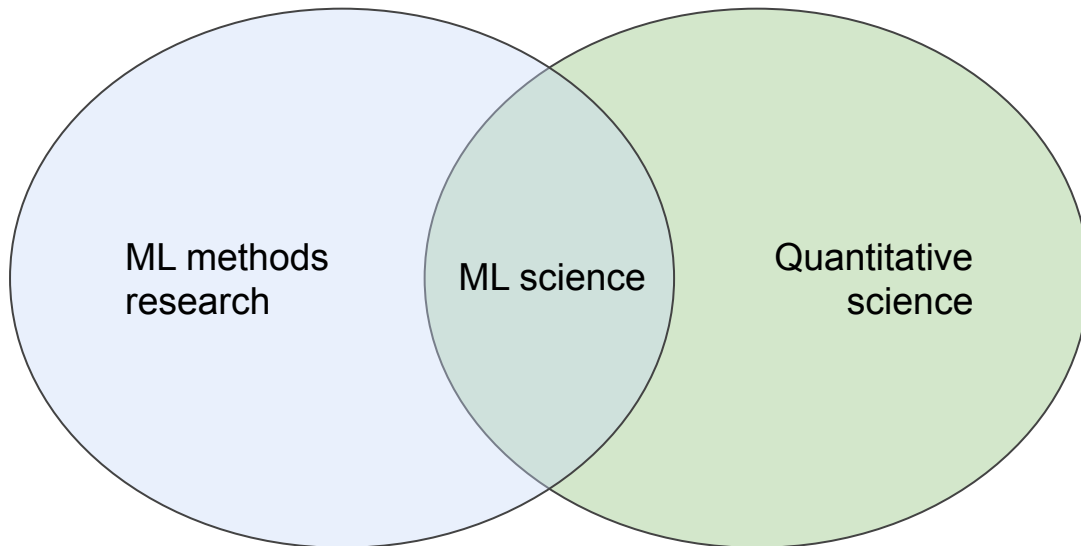 ML methods
research
ML science
Quantitative
science